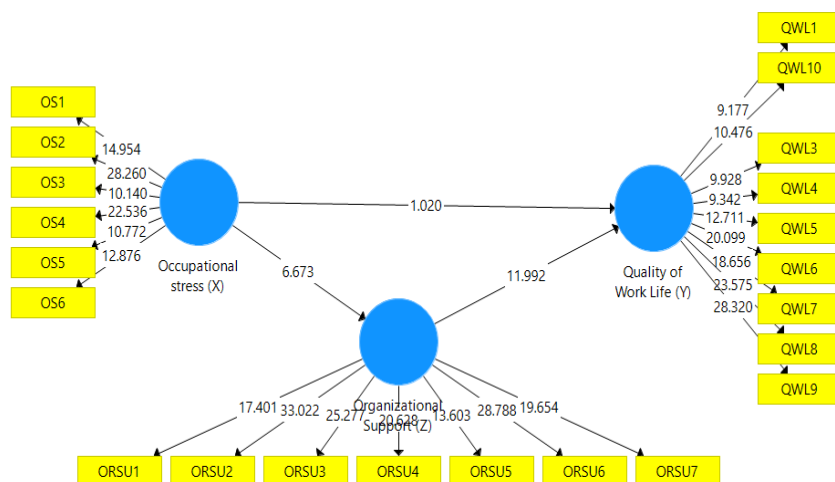 QWL1
QWL10
9.177
10.476
OS1
OS2
OS3
OS4
OS5
OS6
14.954
28.260
10.140
22.536
10.772
12.876
Occupational
stress (X)
1.020
6.673
11.992
QWL3
QWL4
QWL5
QWL6
QWL7
QWL8
QWL9
9.928
9.342
12.711
20.099
18.656
23.575
28.320
Quality of
Work Life (Y)
Organizational
Support (Z)
17.401
33.022
25.277
20.628
13.603
28.788
19.654
ORSU1
ORSU2
ORSU3
ORSU4
ORSU5
ORSU6
ORSU7